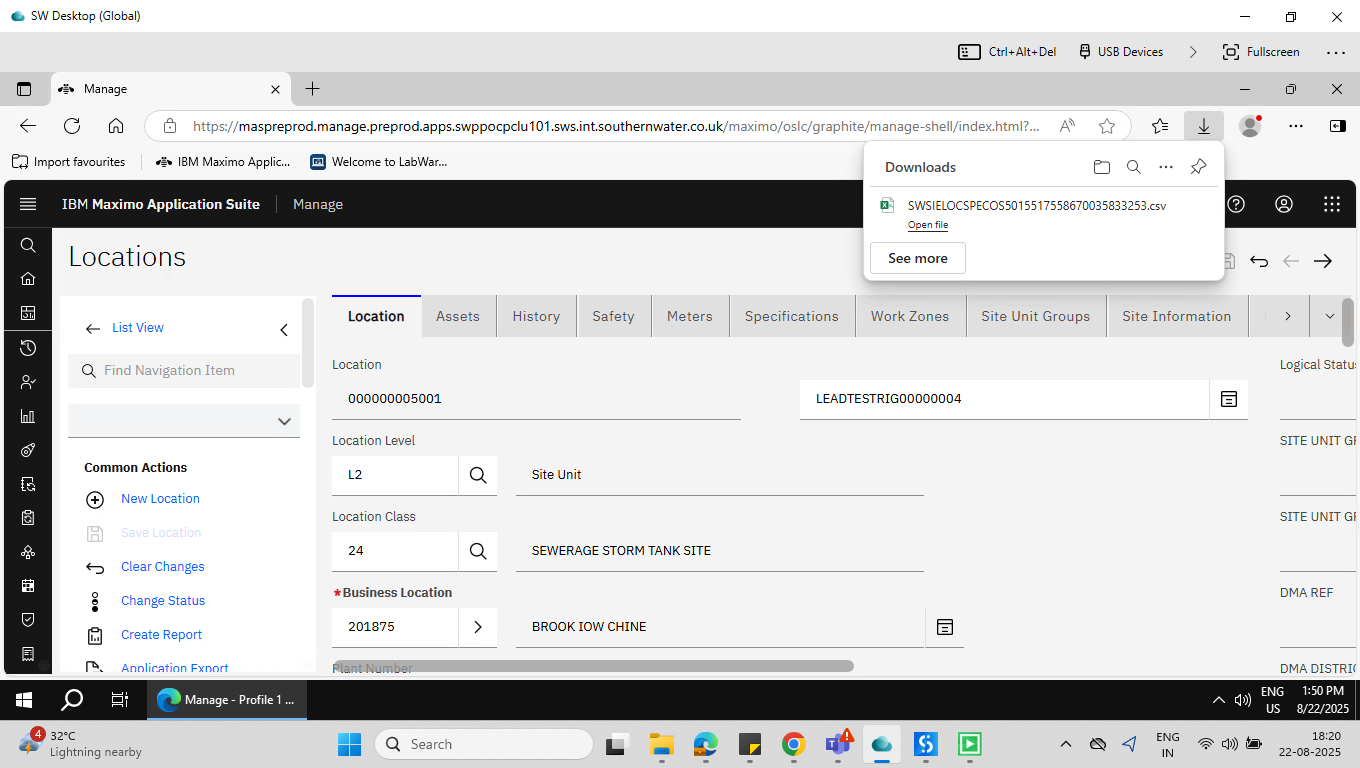 SW Desktop (Global)
Ctrl+Alt+Del
USB Devices
Fullscreen
Manage
https://maspreprod.manage.preprod.apps.swppocpclu101.sws.int.southernwater.co.uk/maximo/oslc/graphite/manage-shell/index.html?...
Import favourites
IBM Maximo Applic...
Welcome to LabWar...
Downloads
SWSIELOCSPECOS5015517558670035833253.csv
Open file
See more
IBM Maximo Application Suite
Manage
Locations
List View
Find Navigation Item
Common Actions
New Location
Save Location
Clear Changes
Change Status
Create Report
Application Export
Location
Assets
History
Safety
Meters
Specifications
Work Zones
Site Unit Groups
Site Information
Location
000000005001
LEADTESTRIG00000004
Logical Status
Location Level
L2
Site Unit
SITE UNIT GR
Location Class
24
SEWERAGE STORM TANK SITE
SITE UNIT GR
*Business Location
201875
BROOK IOW CHINE
DMA REF
Plant Number
DMA DISTRIC
Manage - Profile 1 ...
ENG
US
1:50 PM
8/22/2025
4
32°C
Lightning nearby
Search
ENG
IN
18:20
22-08-2025